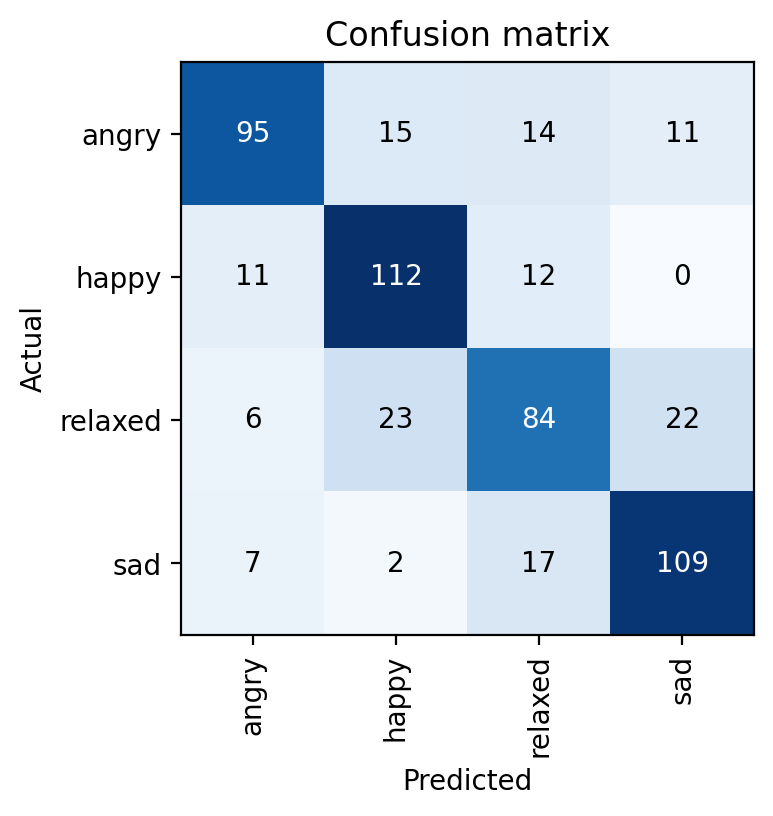 Confusion matrix
angry 95 15 14 11
happy 11 112 12 0
Actual
relaxed 6 23 84 22
sad 7 2 17 109
angry happy relaxed sad
Predicted